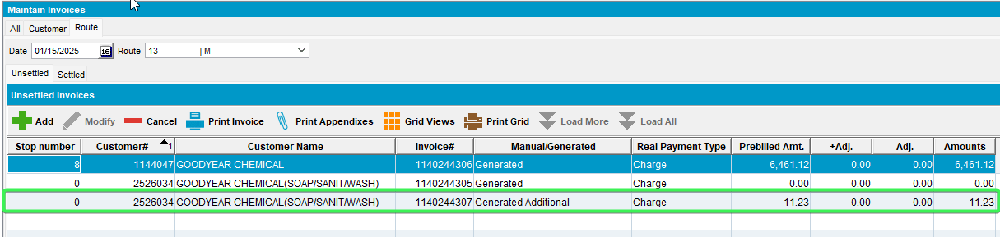 Maintain Invoices
All Customer Route
Date 01/15/2025 16 Route 13 | M
Unsettled Settled
Unsettled Invoices
Add Modify Cancel Print Invoice Print Appendixes Grid Views Print Grid Load More Load All
Stop number Customer# 1 Customer Name Invoice# Manual/Generated Real Payment Type Prebilled Amt. +Adj. -Adj. Amounts
8 1144047 GOODYEAR CHEMICAL 1140244306 Generated Charge 6,461.12 0.00 0.00 6,461.12
0 2526034 GOODYEAR CHEMICAL(SOAP/SANIT/WASH) 1140244305 Generated Charge 0.00 0.00 0.00 0.00
0 2526034 GOODYEAR CHEMICAL(SOAP/SANIT/WASH) 1140244307 Generated Additional Charge 11.23 0.00 0.00 11.23